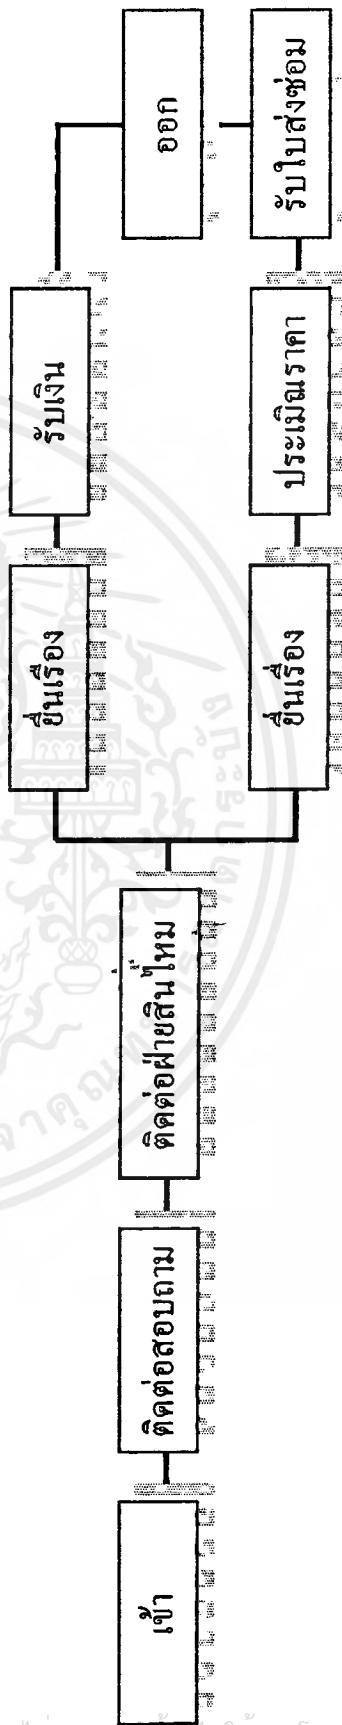 เข้า
ติดต่อสอบถาม
ติดต่อฝ่ายสินไหม
ยื่นเรื่อง
รับเงิน
ยื่นเรื่อง
ประเมิณราคา
รับใบส่งซ่อม
ออก